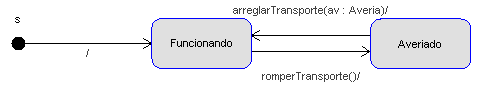 s
arreglarTransporte(av : Averia)/
Funcionando
Averiado
/
romperTransporte()/